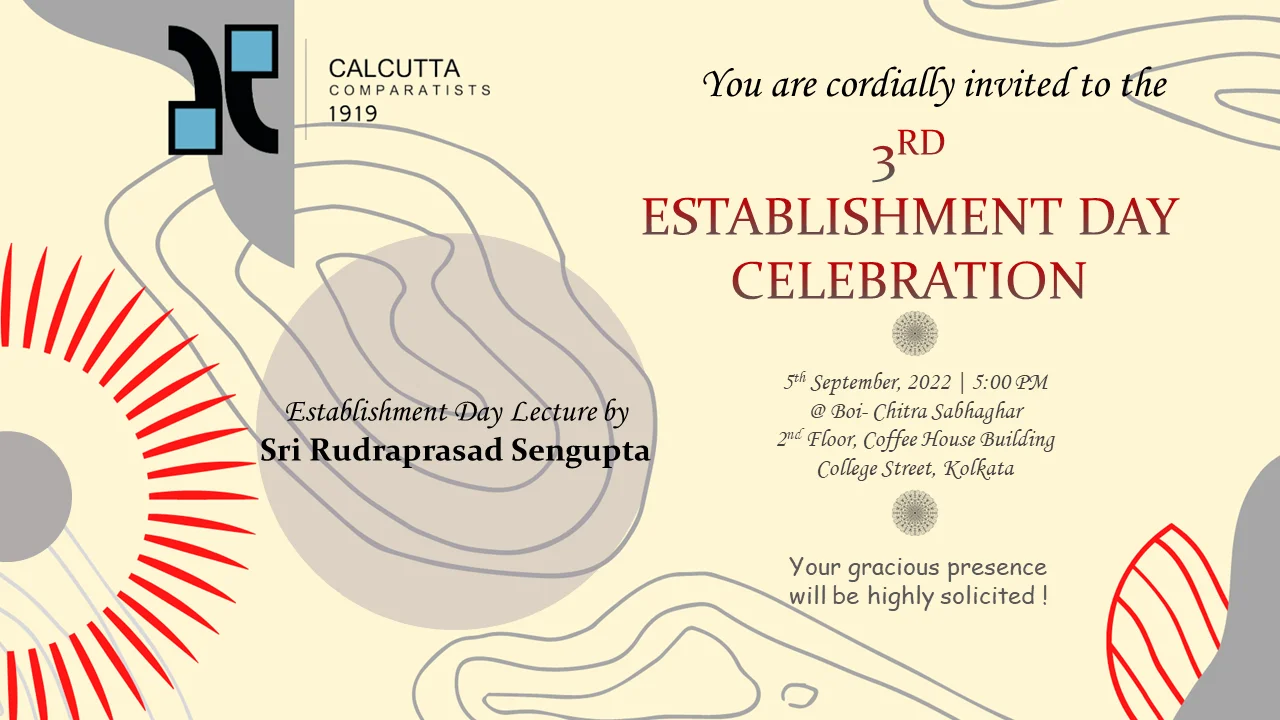 CALCUTTA
COMPARATISTS
1919
You are cordially invited to the
3RD
ESTABLISHMENT DAY
CELEBRATION
5th September, 2022 | 5:00 PM
@ Boi- Chitra Sabhaghar
2nd Floor, Coffee House Building
College Street, Kolkata
Establishment Day Lecture by
Sri Rudraprasad Sengupta
Your gracious presence
will be highly solicited !